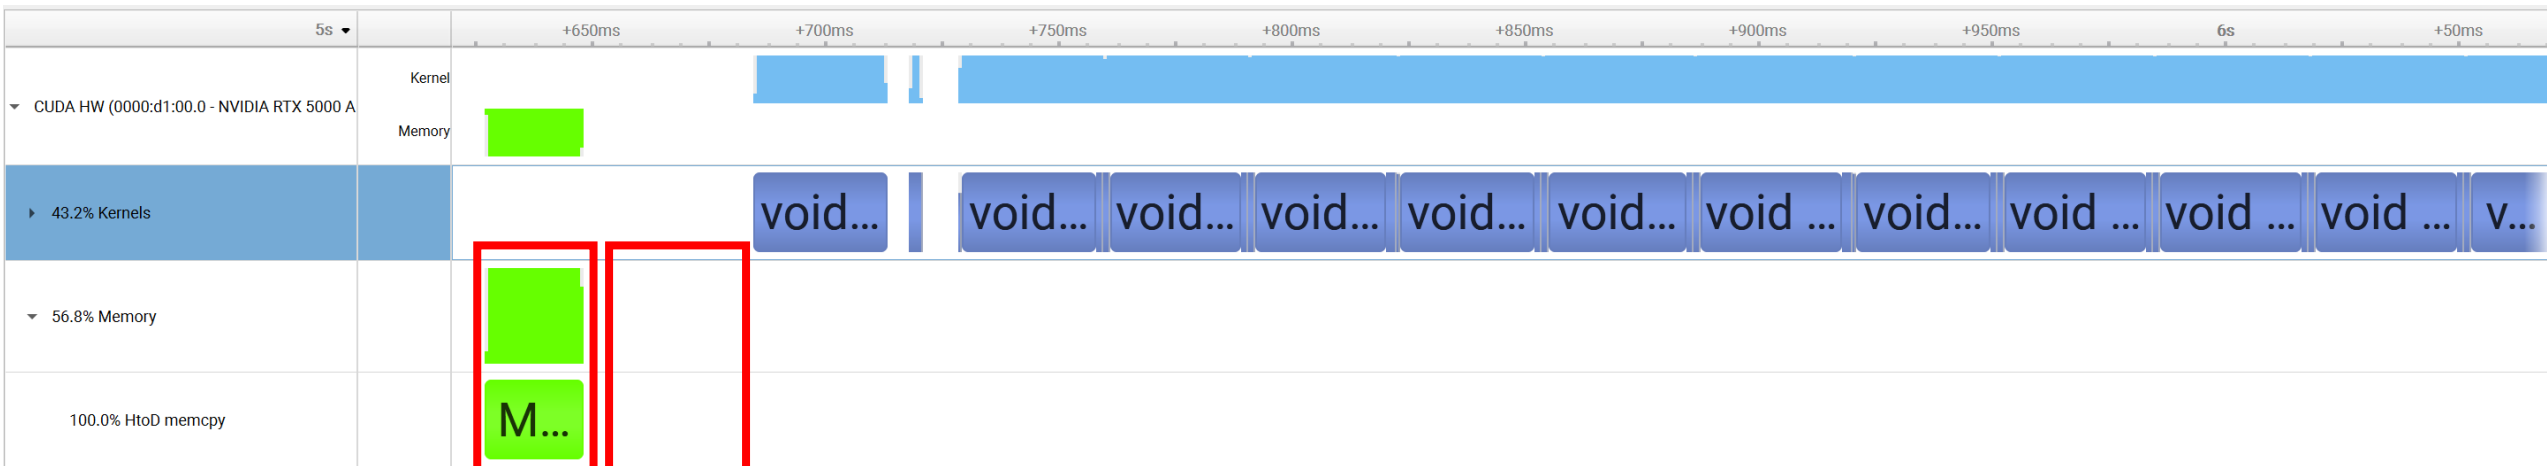 5s +650ms +700ms +750ms +800ms +850ms +900ms +950ms 6s +50ms
Kernel
CUDA HW (0000:d1:00.0 - NVIDIA RTX 5000 A
Memory
43.2% Kernels void... void... void... void... void... void... void ... void... void ... void ... void ... v...
56.8% Memory
100.0% HtoD memcpy M...